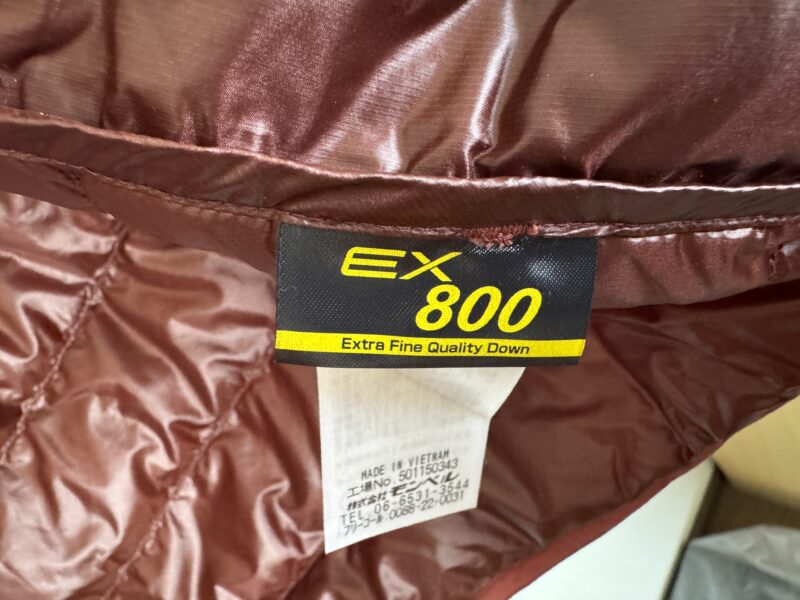 EX
800
Extra Fine Quality Down
MADE IN VIETNAM
工場No.501150343
株式会社モンベル
TEL 06-6531-3544
フリーコール 0088-22-0031